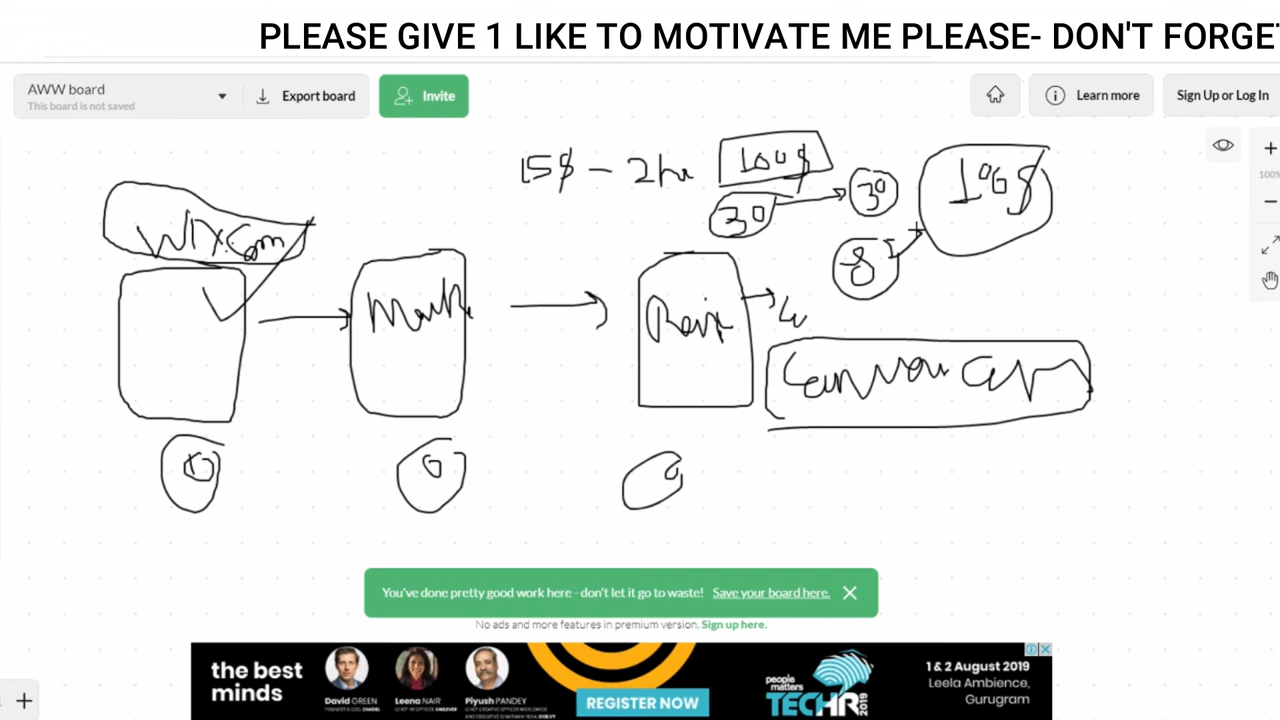 PLEASE GIVE 1 LIKE TO MOTIVATE ME PLEASE- DON'T FORGET
AWW board
This board is not saved
Export board
Invite
Learn more
Sign Up or Log In
100%
15$ - 2hr
100$
30
30
100$
8
Wix.Com
You've done pretty good work here - don't let it go to waste! Save your board here.
No ads and more features in premium version. Sign up here.
the best
minds
David GREEN
Leena NAIR
Piyush PANDEY
REGISTER NOW
people
matters
TECHR
2019
1 & 2 August 2019
Leela Ambience,
Gurugram